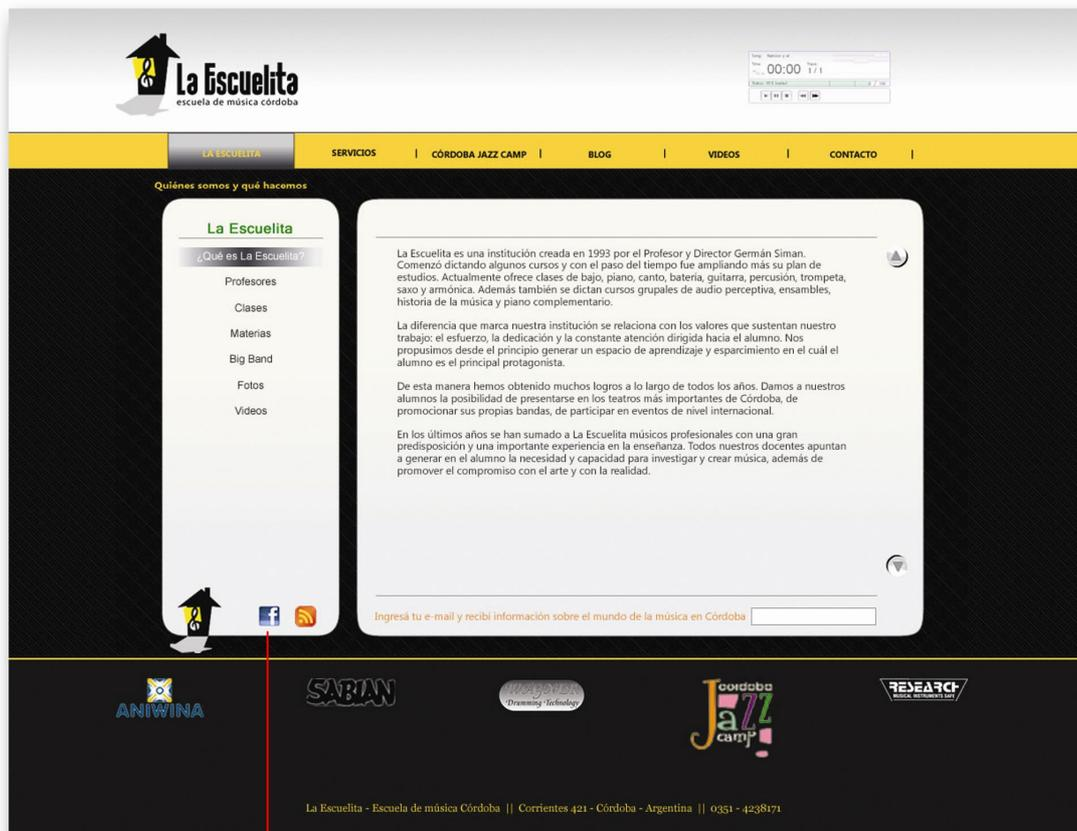 La Escuelita
escuela de música córdoba
00:00
1 / 1
LA ESCUELITA
SERVICIOS
CÓRDOBA JAZZ CAMP
BLOG
VIDEOS
CONTACTO
Quiénes somos y qué hacemos
La Escuelita
¿Qué es La Escuelita?
Profesores
Clases
Materias
Big Band
Fotos
Videos
La Escuelita es una institución creada en 1993 por el Profesor y Director Germán Siman.
Comenzó dictando algunos cursos y con el paso del tiempo fue ampliando más su plan de
estudios. Actualmente ofrece clases de bajo, piano, canto, batería, guitarra, percusión, trompeta,
saxo y armónica. Además también se dictan cursos grupales de audio perceptiva, ensambles,
historia de la música y piano complementario.
La diferencia que marca nuestra institución se relaciona con los valores que sustentan nuestro
trabajo: el esfuerzo, la dedicación y la constante atención dirigida hacia el alumno. Nos
propusimos desde el principio generar un espacio de aprendizaje y esparcimiento en el cuál el
alumno es el principal protagonista.
De esta manera hemos obtenido muchos logros a lo largo de todos los años. Damos a nuestros
alumnos la posibilidad de presentarse en los teatros más importantes de Córdoba, de
promocionar sus propias bandas, de participar en eventos de nivel internacional.
En los últimos años se han sumado a La Escuelita músicos profesionales con una gran
predisposición y una importante experiencia en la enseñanza. Todos nuestros docentes apuntan
a generar en el alumno la necesidad y capacidad para investigar y crear música, además de
promover el compromiso con el arte y con la realidad.
Ingresá tu e-mail y recibí información sobre el mundo de la música en Córdoba
ANIWINA
SABIAN
Drumming Technology
cordoba
Jazz
camp
RESEARCH
MUSICAL INSTRUMENTS SAFE
La Escuelita - Escuela de música Córdoba || Corrientes 421 - Córdoba - Argentina || 0351 - 4238171